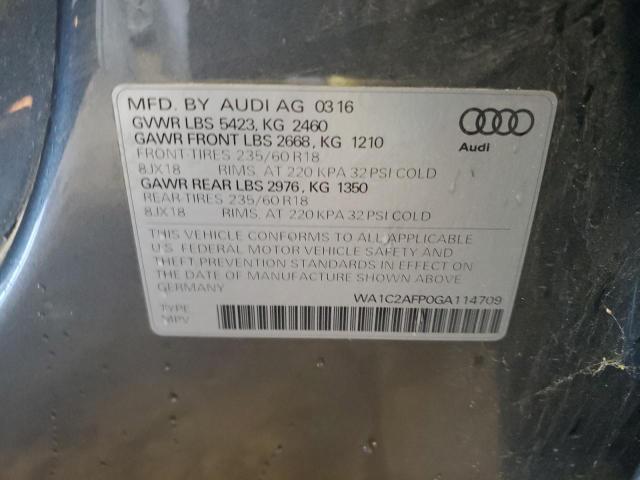 MFD. BY AUDI AG 03 16
GVWR LBS 5423, KG 2460
GAWR FRONT LBS 2668, KG 1210
FRONT-TIRES 235/60 R18
8JX18 RIMS, AT 220 KPA 32 PSI COLD
GAWR REAR LBS 2976, KG 1350
REAR-TIRES 235/60 R18
8JX18 RIMS, AT 220 KPA 32 PSI COLD
THIS VEHICLE CONFORMS TO ALL APPLICABLE
U.S. FEDERAL MOTOR VEHICLE SAFETY AND
THEFT PREVENTION STANDARDS IN EFFECT ON
THE DATE OF MANUFACTURE SHOWN ABOVE
GERMANY
WA1C2AFP0GA114709
TYPE
MPV
Audi